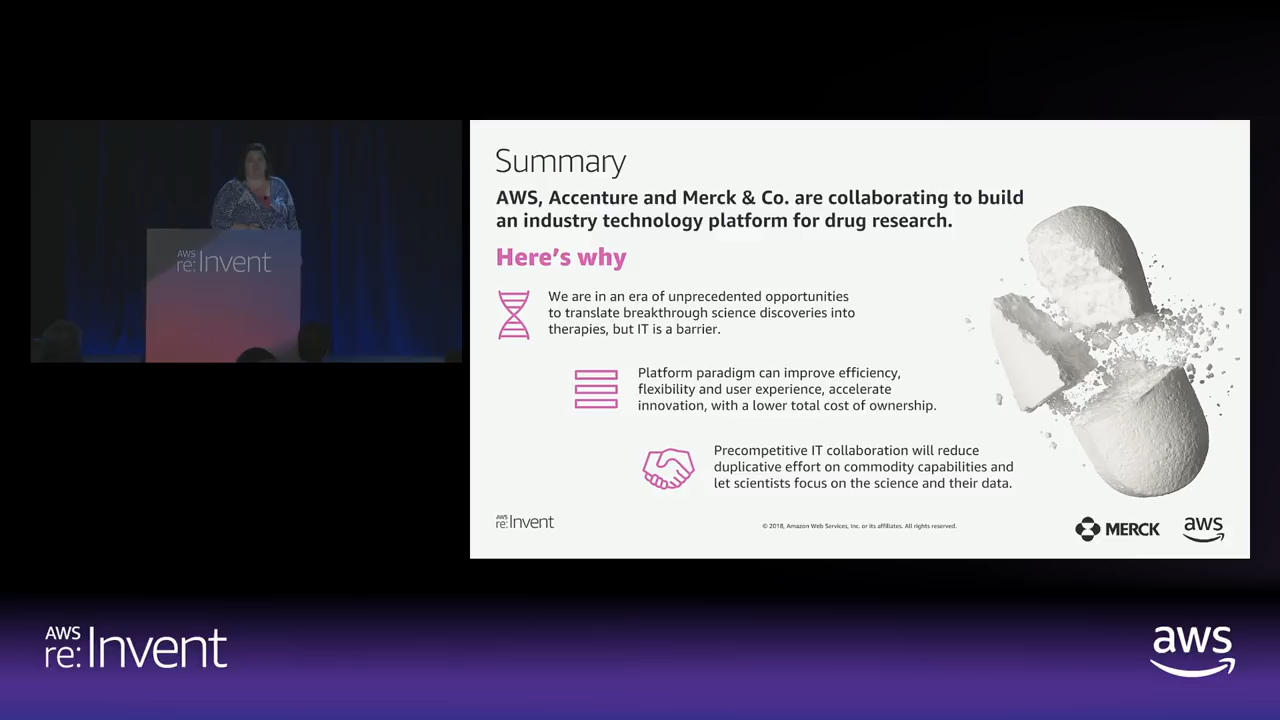 AWS
re:Invent
Summary
AWS, Accenture and Merck & Co. are collaborating to build
an industry technology platform for drug research.
Here's why
We are in an era of unprecedented opportunities
to translate breakthrough science discoveries into
therapies, but IT is a barrier.
Platform paradigm can improve efficiency,
flexibility and user experience, accelerate
innovation, with a lower total cost of ownership.
Precompetitive IT collaboration will reduce
duplicative effort on commodity capabilities and
let scientists focus on the science and their data.
AWS
re:Invent
© 2018, Amazon Web Services, Inc. or its affiliates. All rights reserved.
MERCK
aws
AWS
re:Invent
aws